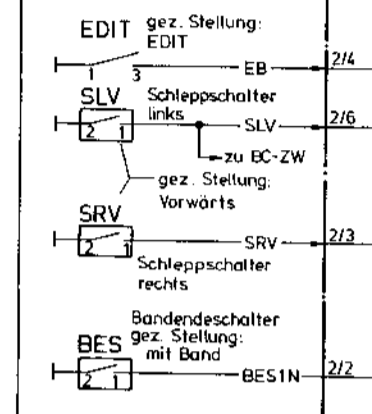 EDIT gez. Stellung:
EDIT
1 3 EB 2/4
SLV Schleppschalter
links
2 1 SLV 2/6
zu BC-ZW
gez. Stellung:
Vorwärts
SRV
2 1 SRV 2/3
Schleppschalter
rechts
Bandendeschalter
BES gez. Stellung:
mit Band
2 1 BES1N 2/2